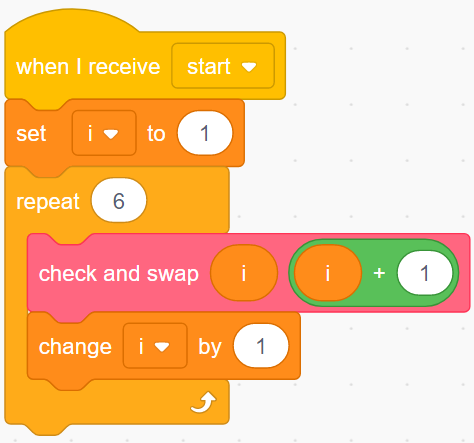 when I receive start
set i to 1
repeat 6
check and swap i i + 1
change i by 1